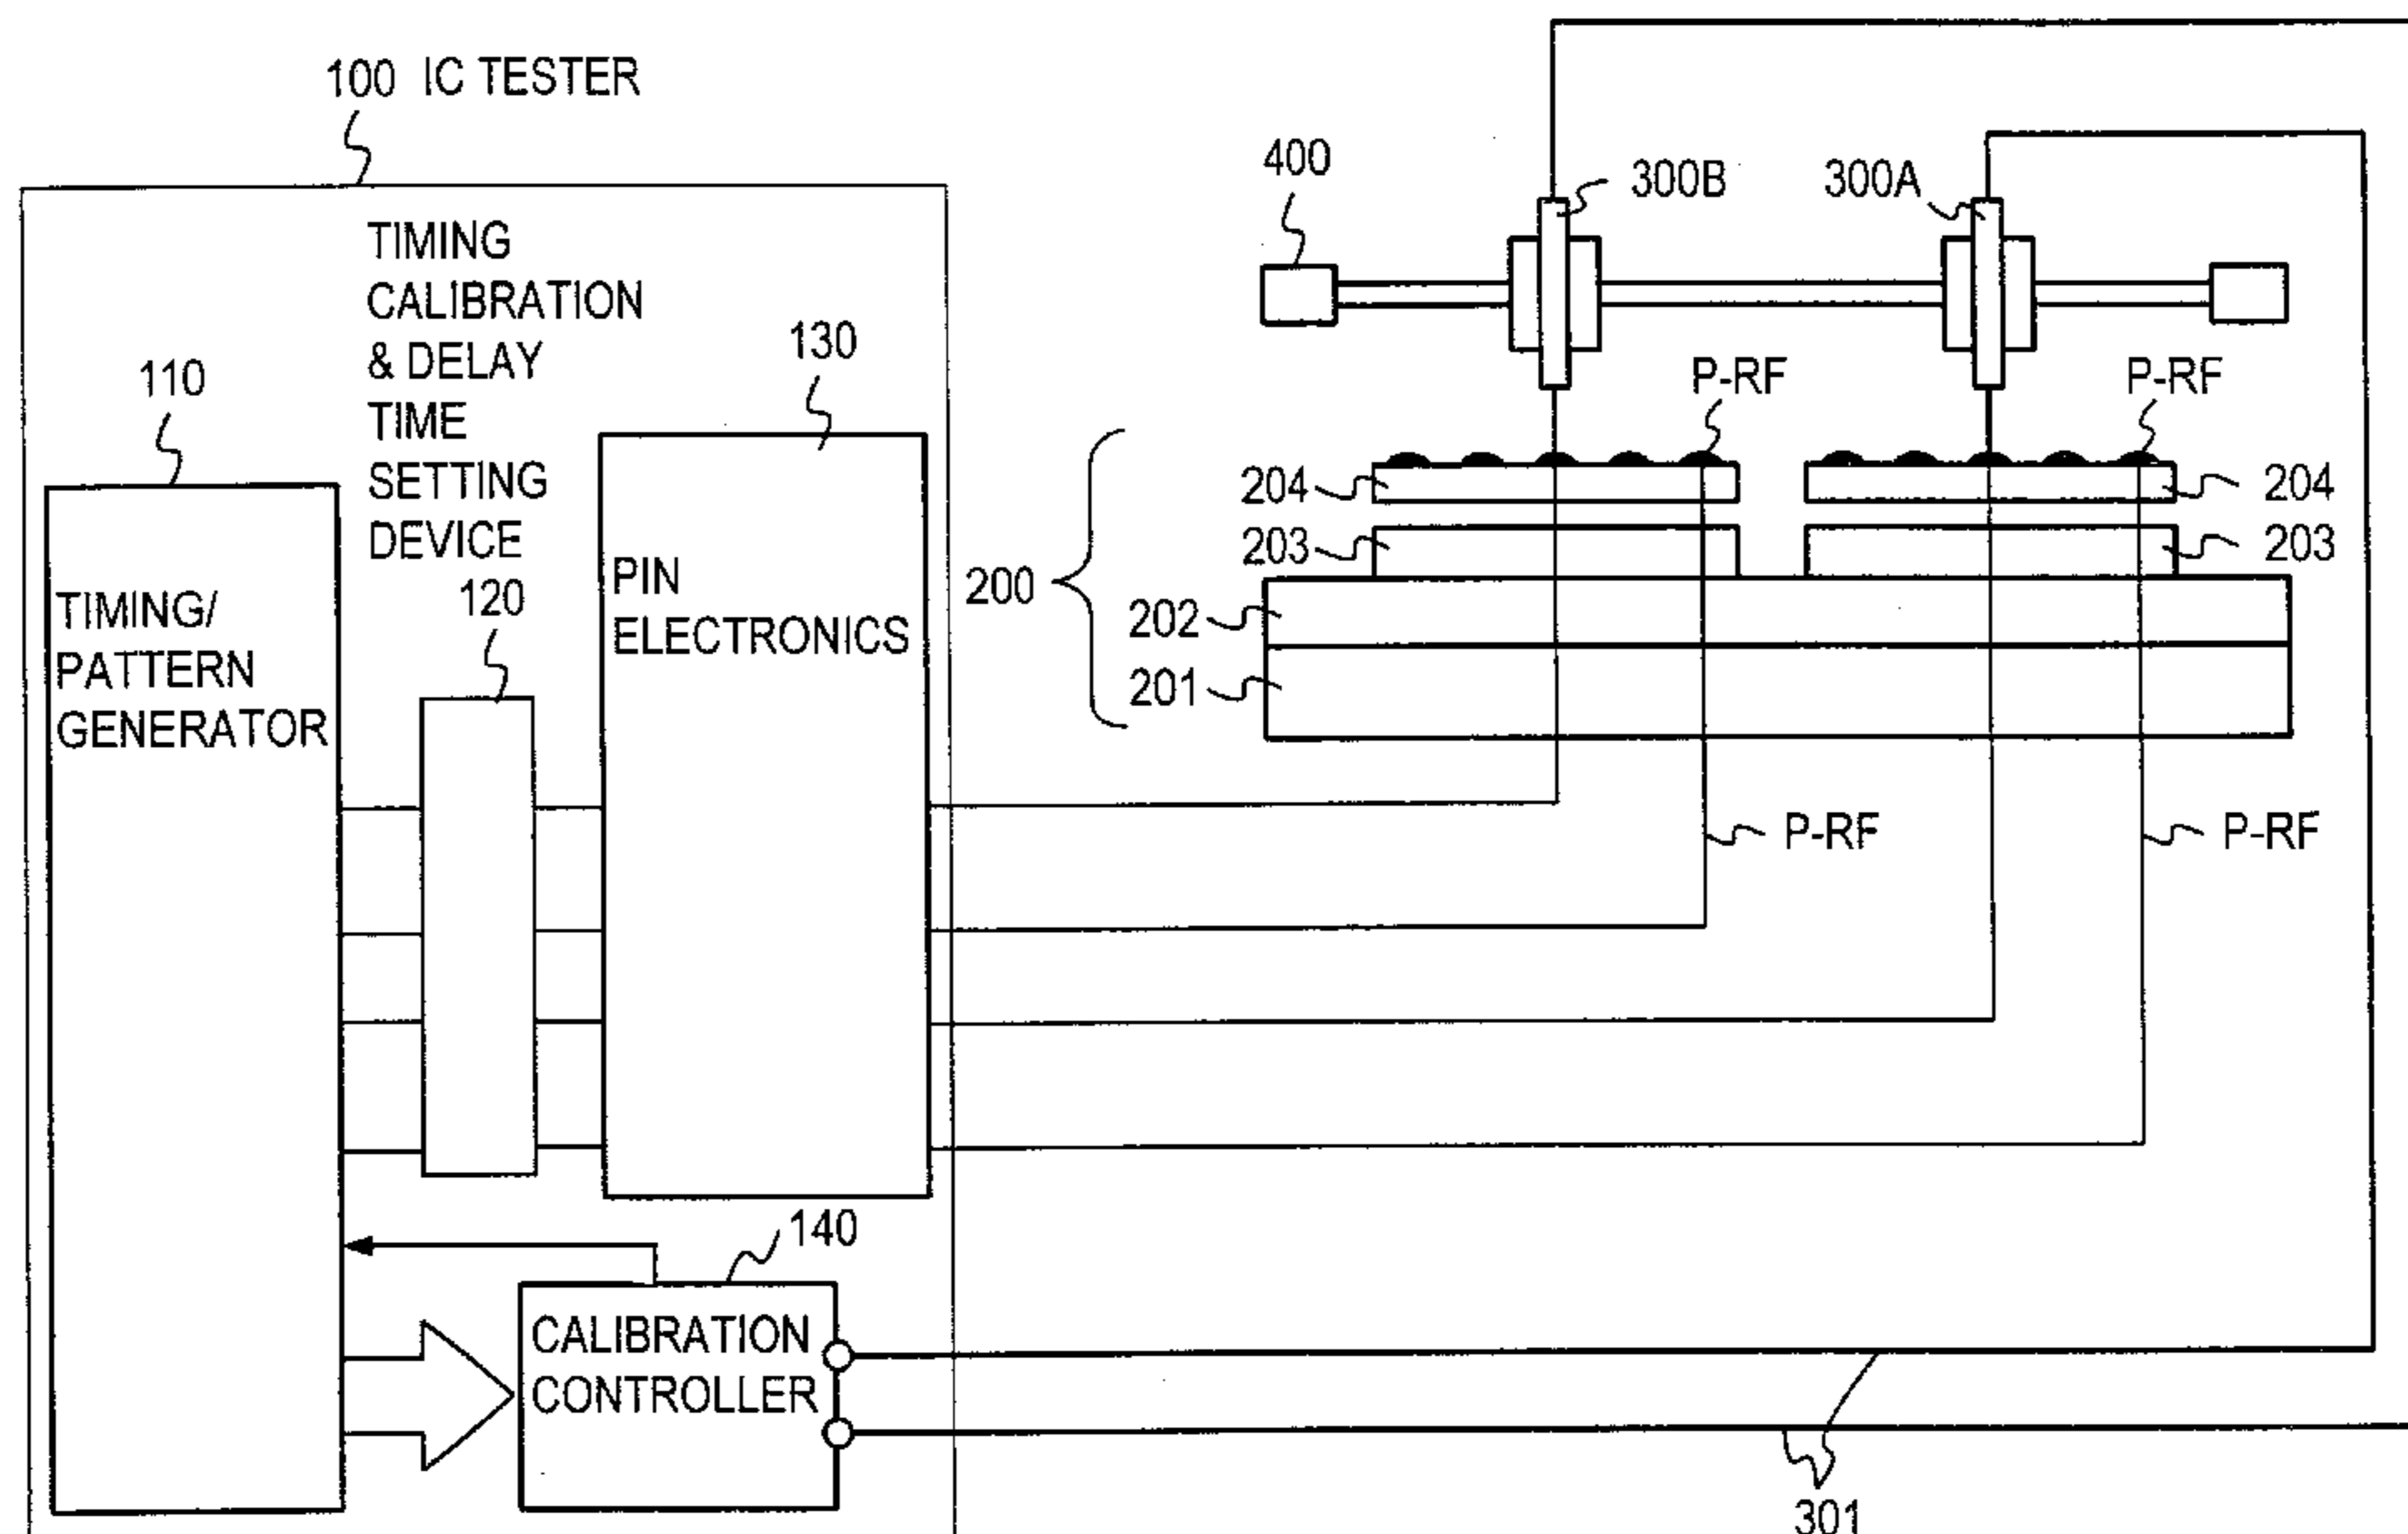 100 IC TESTER
TIMING
CALIBRATION
& DELAY
TIME
SETTING
DEVICE
120
110
TIMING/
PATTERN
GENERATOR
130
PIN
ELECTRONICS
140
CALIBRATION
CONTROLLER
400
300B
300A
P-RF
P-RF
200
204
204
203
203
202
201
P-RF
P-RF
301